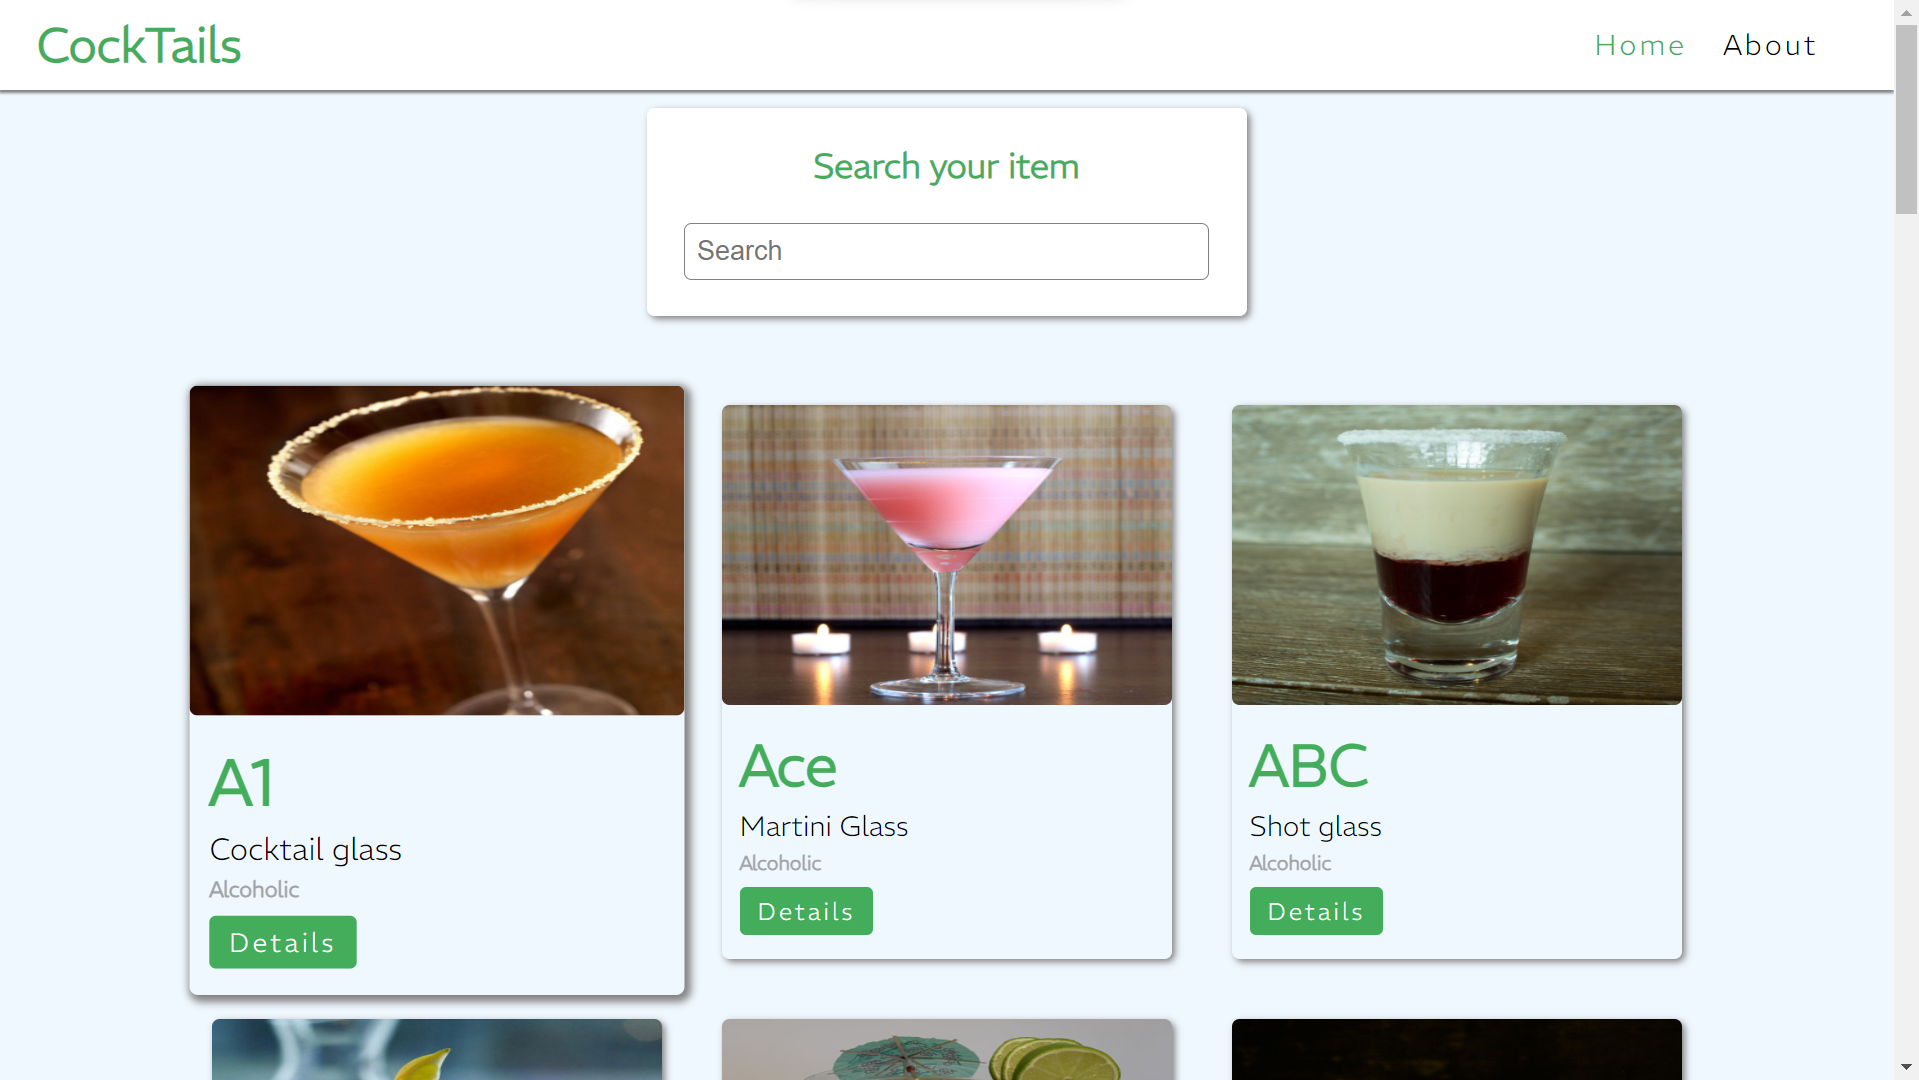 CockTails
Home
About
Search your item
Search
A1
Cocktail glass
Alcoholic
Details
Ace
Martini Glass
Alcoholic
Details
ABC
Shot glass
Alcoholic
Details